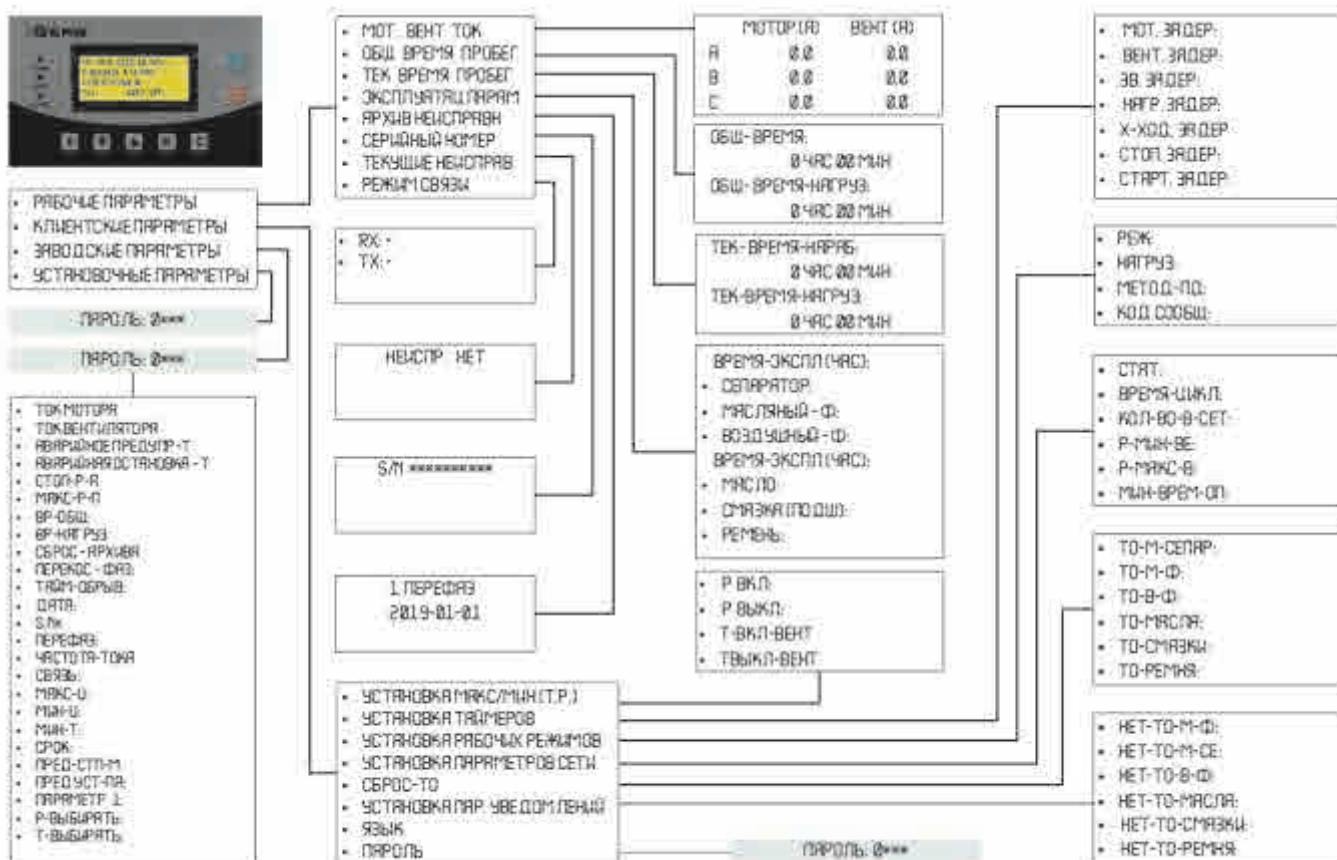 РАБОЧИЕ ПАРАМЕТРЫ
КЛИЕНТСКИЕ ПАРАМЕТРЫ
ЗАВОДСКИЕ ПАРАМЕТРЫ
УСТАНОВОЧНЫЕ ПАРАМЕТРЫ
ПАРОЛЬ: 0***
ПАРОЛЬ: 0***
ТОК МОТОРА
ТОК ВЕНТИЛЯТОРА
АВАРИЙНОЕ ПРЕДУПР-Т
АВАРИЙНАЯ ОСТАНОВКА-Т
СТОП-Р-А
МАКС-Р-П
ВР-ОБЩ:
ВР-НАГРУЗ
СБРОС-АРХИВА
ПЕРЕКОС-ФАЗ:
ТАЙМ-ОБРЫВ:
ДАТА:
S/N:
ПЕРЕФАЗ:
ЧАСТОТА-ТОКА
СВЯЗЬ:
МАКС-U:
МИН-U:
МИН-Т:
СРОК:
ПРЕД-СТП-М
ПРЕД УСТ-ПА:
ПАРАМЕТР 1:
Р-ВЫБИРАТЬ:
Т-ВЫБИРАТЬ:
МОТ. ВЕНТ ТОК
ОБЩ ВРЕМЯ ПРОБЕГ
ТЕК ВРЕМЯ ПРОБЕГ
ЭКСПЛУАТАЦ ПАРАМ
АРХИВ НЕИСПРАВН
СЕРИЙНЫЙ НОМЕР
ТЕКУЩИЕ НЕИСПРАВ
РЕЖИМ СВЯЗИ
RX: -
TX: -
НЕИСПР НЕТ
S/N **********
1. ПЕРЕФАЗ
2019-01-01
УСТАНОВКА МАКС/МИН (Т.Р.)
УСТАНОВКА ТАЙМЕРОВ
УСТАНОВКА РАБОЧИХ РЕЖИМОВ
УСТАНОВКА ПАРАМЕТРОВ СЕТИ
СБРОС-ТО
УСТАНОВКА ПАР. УВЕДОМЛЕНИЙ
ЯЗЫК
ПАРОЛЬ
МОТОР (А) ВЕНТ (А)
A 0.0 0.0
B 0.0 0.0
C 0.0 0.0
ОБЩ-ВРЕМЯ:
0 ЧАС 00 МИН
ОБЩ-ВРЕМЯ-НАГРУЗ:
0 ЧАС 00 МИН
ТЕК-ВРЕМЯ-НАРАБ:
0 ЧАС 00 МИН
ТЕК-ВРЕМЯ-НАГРУЗ:
0 ЧАС 00 МИН
ВРЕМЯ-ЭКСПЛ (ЧАС):
СЕПАРАТОР:
МАСЛЯНЫЙ-Ф:
ВОЗДУШНЫЙ-Ф:
ВРЕМЯ-ЭКСПЛ (ЧАС):
МАСЛО:
СМАЗКА (ПОДШ):
РЕМЕНЬ:
Р ВКЛ:
Р ВЫКЛ:
Т-ВКЛ-ВЕНТ
ТВЫКЛ-ВЕНТ
ПАРОЛЬ: 0***
МОТ. ЗАДЕР:
ВЕНТ. ЗАДЕР:
ЗВ. ЗАДЕР:
НАГР. ЗАДЕР:
Х-ХОД. ЗАДЕР
СТОП. ЗАДЕР:
СТАРТ. ЗАДЕР:
РЕЖ:
НАГРУЗ:
МЕТОД-ПД:
КОД СООБЩ:
СТАТ.
ВРЕМЯ-ЦИКЛ:
КОЛ-ВО-В-СЕТ-
Р-МИН-ВЕ:
Р-МАКС-В:
МИН-ВРЕМ-ОП:
ТО-М-СЕПАР:
ТО-М-Ф:
ТО-В-Ф:
ТО-МАСЛА:
ТО-СМАЗКИ:
ТО-РЕМНЯ:
НЕТ-ТО-М-Ф:
НЕТ-ТО-М-СЕ:
НЕТ-ТО-В-Ф:
НЕТ-ТО-МАСЛА:
НЕТ-ТО-СМАЗКИ:
НЕТ-ТО-РЕМНЯ